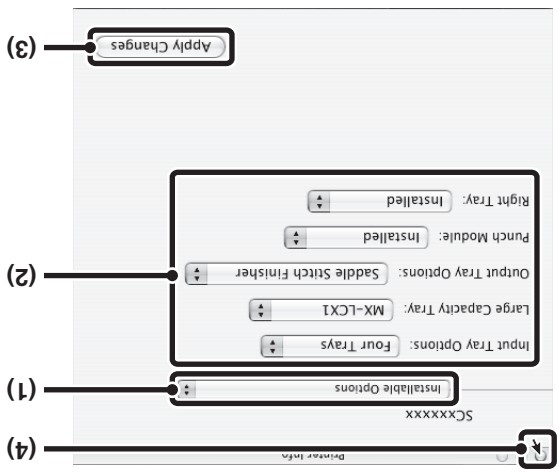 Printer Info
(4)
SCxxxxxx
(1)
Installable Options
Input Tray Options: Four Trays
Large Capacity Tray: MX-LCX1
(2)
Output Tray Options: Saddle Stitch Finisher
Punch Module: Installed
Right Tray: Installed
(3)
Apply Changes